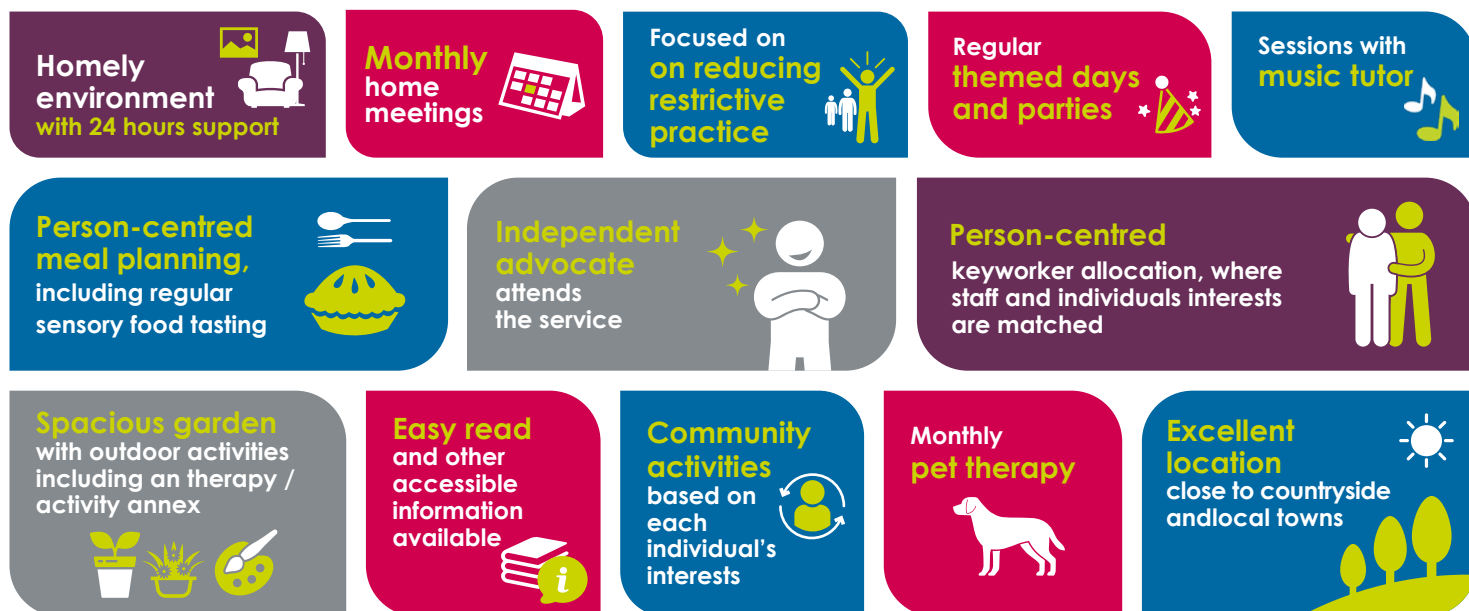 Homely
environment
with 24 hours support
Monthly
home
meetings
Focused on
on reducing
restrictive
practice
Regular
themed days
and parties
Sessions with
music tutor
Person-centred
meal planning,
including regular
sensory food tasting
Independent
advocate
attends
the service
Person-centred
keyworker allocation, where
staff and individuals interests
are matched
Spacious garden
with outdoor activities
including an therapy /
activity annex
Easy read
and other
accessible
information
available
i
Community
activities
based on
each
individual's
interests
Monthly
pet therapy
Excellent
location
close to countryside
andlocal towns